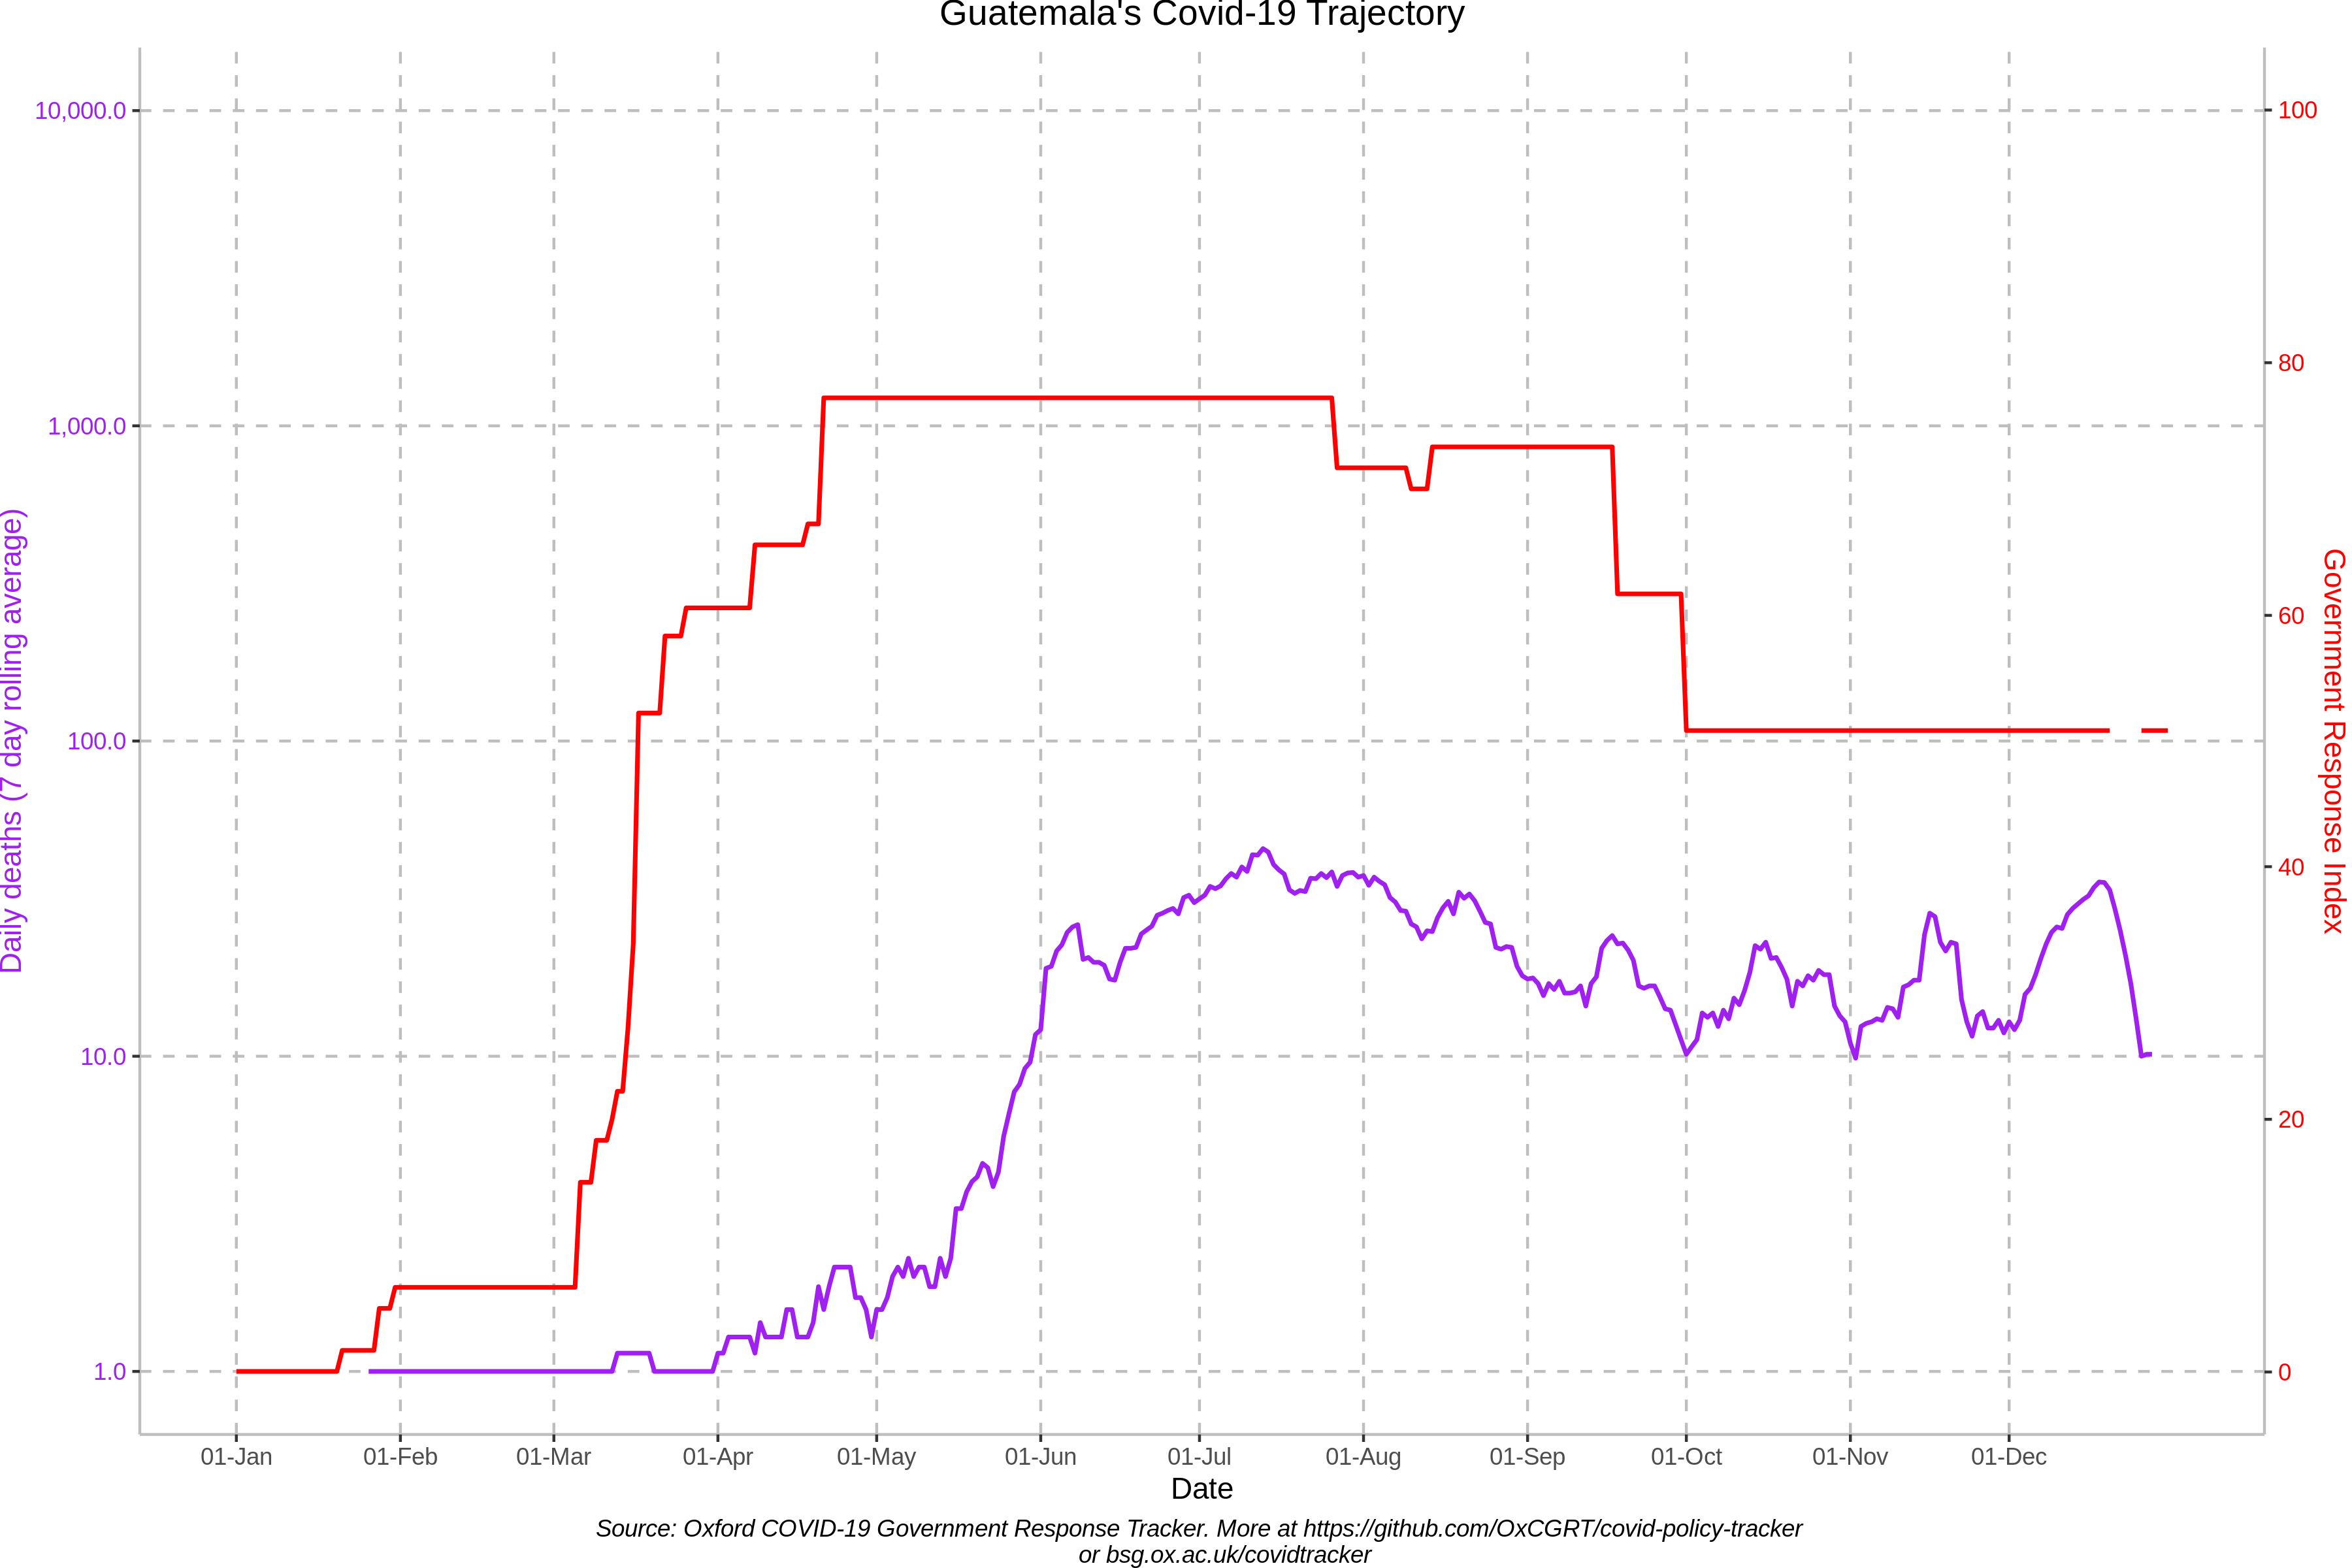 Guatemala's Covid-19 Trajectory
10,000.0
1,000.0
100.0
10.0
1.0
Daily deaths (7 day rolling average)
100
80
60
40
20
0
Government Response Index
01-Jan 01-Feb 01-Mar 01-Apr 01-May 01-Jun 01-Jul 01-Aug 01-Sep 01-Oct 01-Nov 01-Dec
Date
Source: Oxford COVID-19 Government Response Tracker. More at https://github.com/OxCGRT/covid-policy-tracker
or bsg.ox.ac.uk/covidtracker